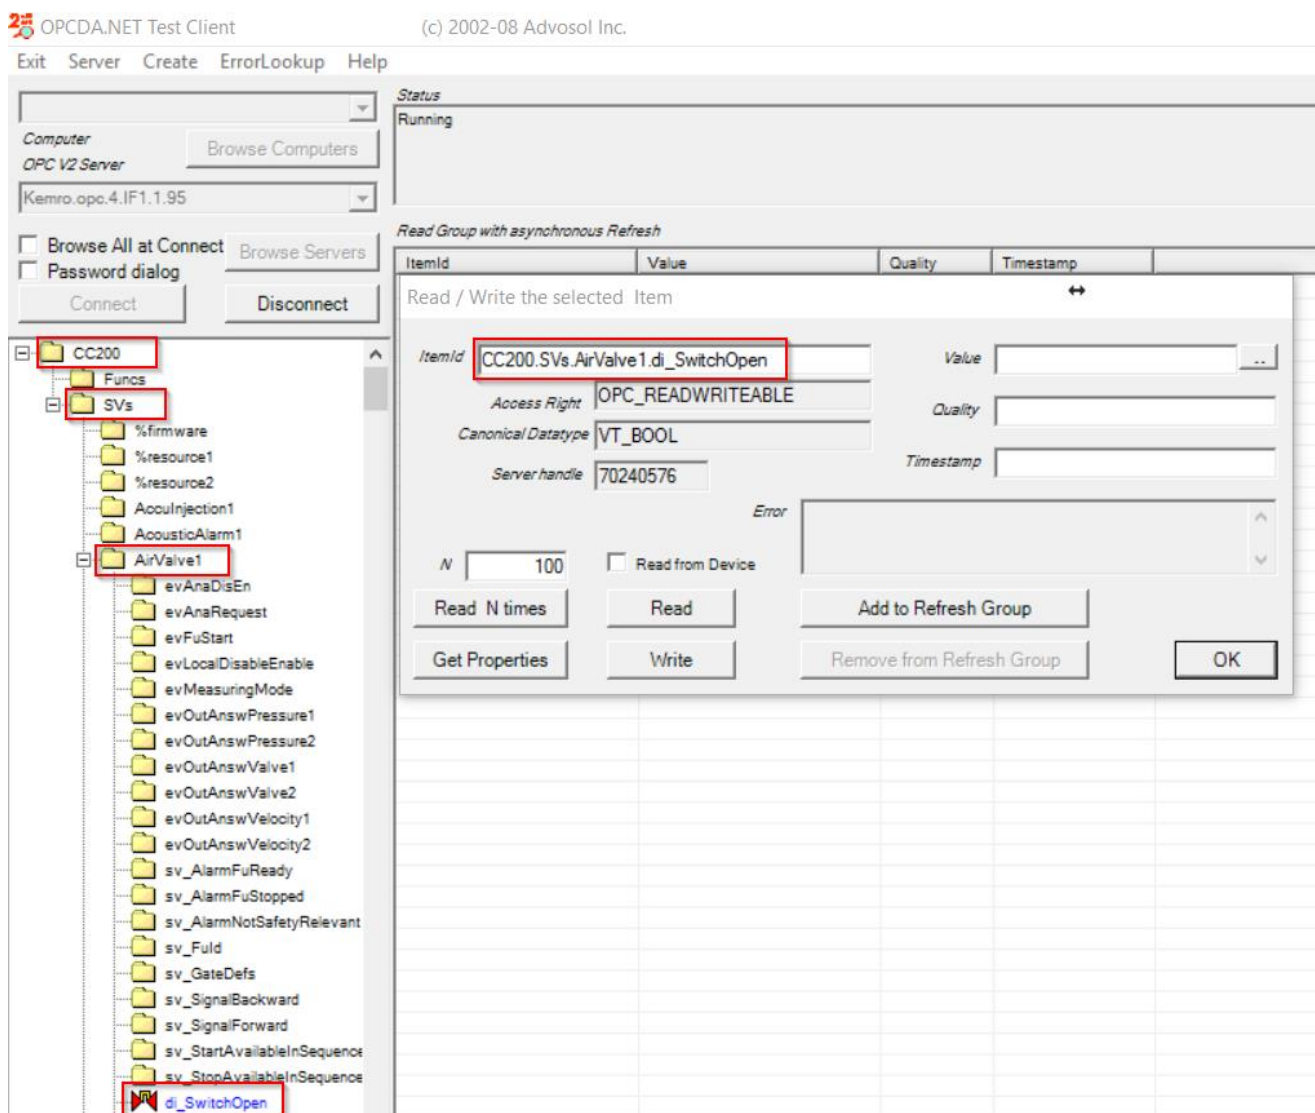 OPCDA.NET Test Client (c) 2002-08 Advosol Inc.
Exit Server Create ErrorLookup Help
Computer
Browse Computers
OPC V2 Server
Kemro.opc.4.IF1.1.95
Browse All at Connect
Browse Servers
Password dialog
Connect Disconnect
Status
Running
Read Group with asynchronous Refresh
ItemId Value Quality Timestamp
Read / Write the selected Item
ItemId CC200.SVs.AirValve1.di_SwitchOpen
Access Right OPC_READWRITEABLE
Canonical Datatype VT_BOOL
Server handle 70240576
Value ..
Quality
Timestamp
Error
N 100 Read from Device
Read N times Read Add to Refresh Group
Get Properties Write Remove from Refresh Group OK
CC200
Funcs
SVs
%firmware
%resource1
%resource2
AccuInjection1
AcousticAlarm1
AirValve1
evAnaDisEn
evAnaRequest
evFuStart
evLocalDisableEnable
evMeasuringMode
evOutAnswPressure1
evOutAnswPressure2
evOutAnswValve1
evOutAnswValve2
evOutAnswVelocity1
evOutAnswVelocity2
sv_AlarmFuReady
sv_AlarmFuStopped
sv_AlarmNotSafetyRelevant
sv_FuId
sv_GateDefs
sv_SignalBackward
sv_SignalForward
sv_StartAvailableInSequence
sv_StopAvailableInSequence
di_SwitchOpen